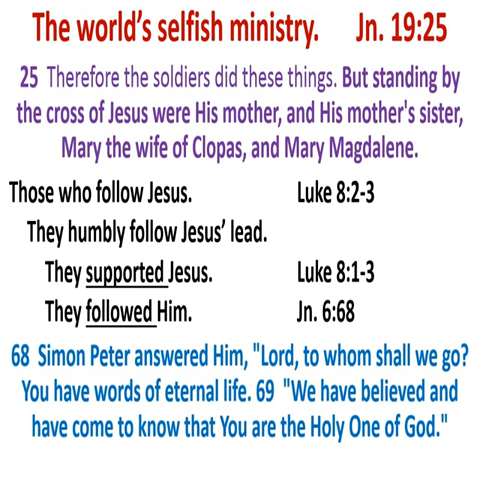 The world's selfish ministry. Jn. 19:25
25 Therefore the soldiers did these things. But standing by
the cross of Jesus were His mother, and His mother's sister,
Mary the wife of Clopas, and Mary Magdalene.
Those who follow Jesus. Luke 8:2-3
They humbly follow Jesus' lead.
They supported Jesus. Luke 8:1-3
They followed Him. Jn. 6:68
68 Simon Peter answered Him, "Lord, to whom shall we go?
You have words of eternal life. 69 "We have believed and
have come to know that You are the Holy One of God."